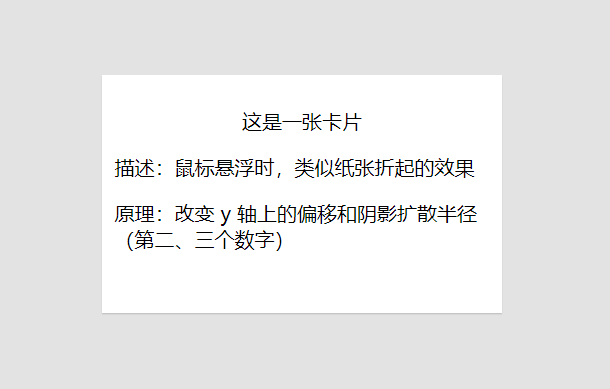 这是一张卡片
描述：鼠标悬浮时，类似纸张折起的效果
原理：改变 y 轴上的偏移和阴影扩散半径
（第二、三个数字）